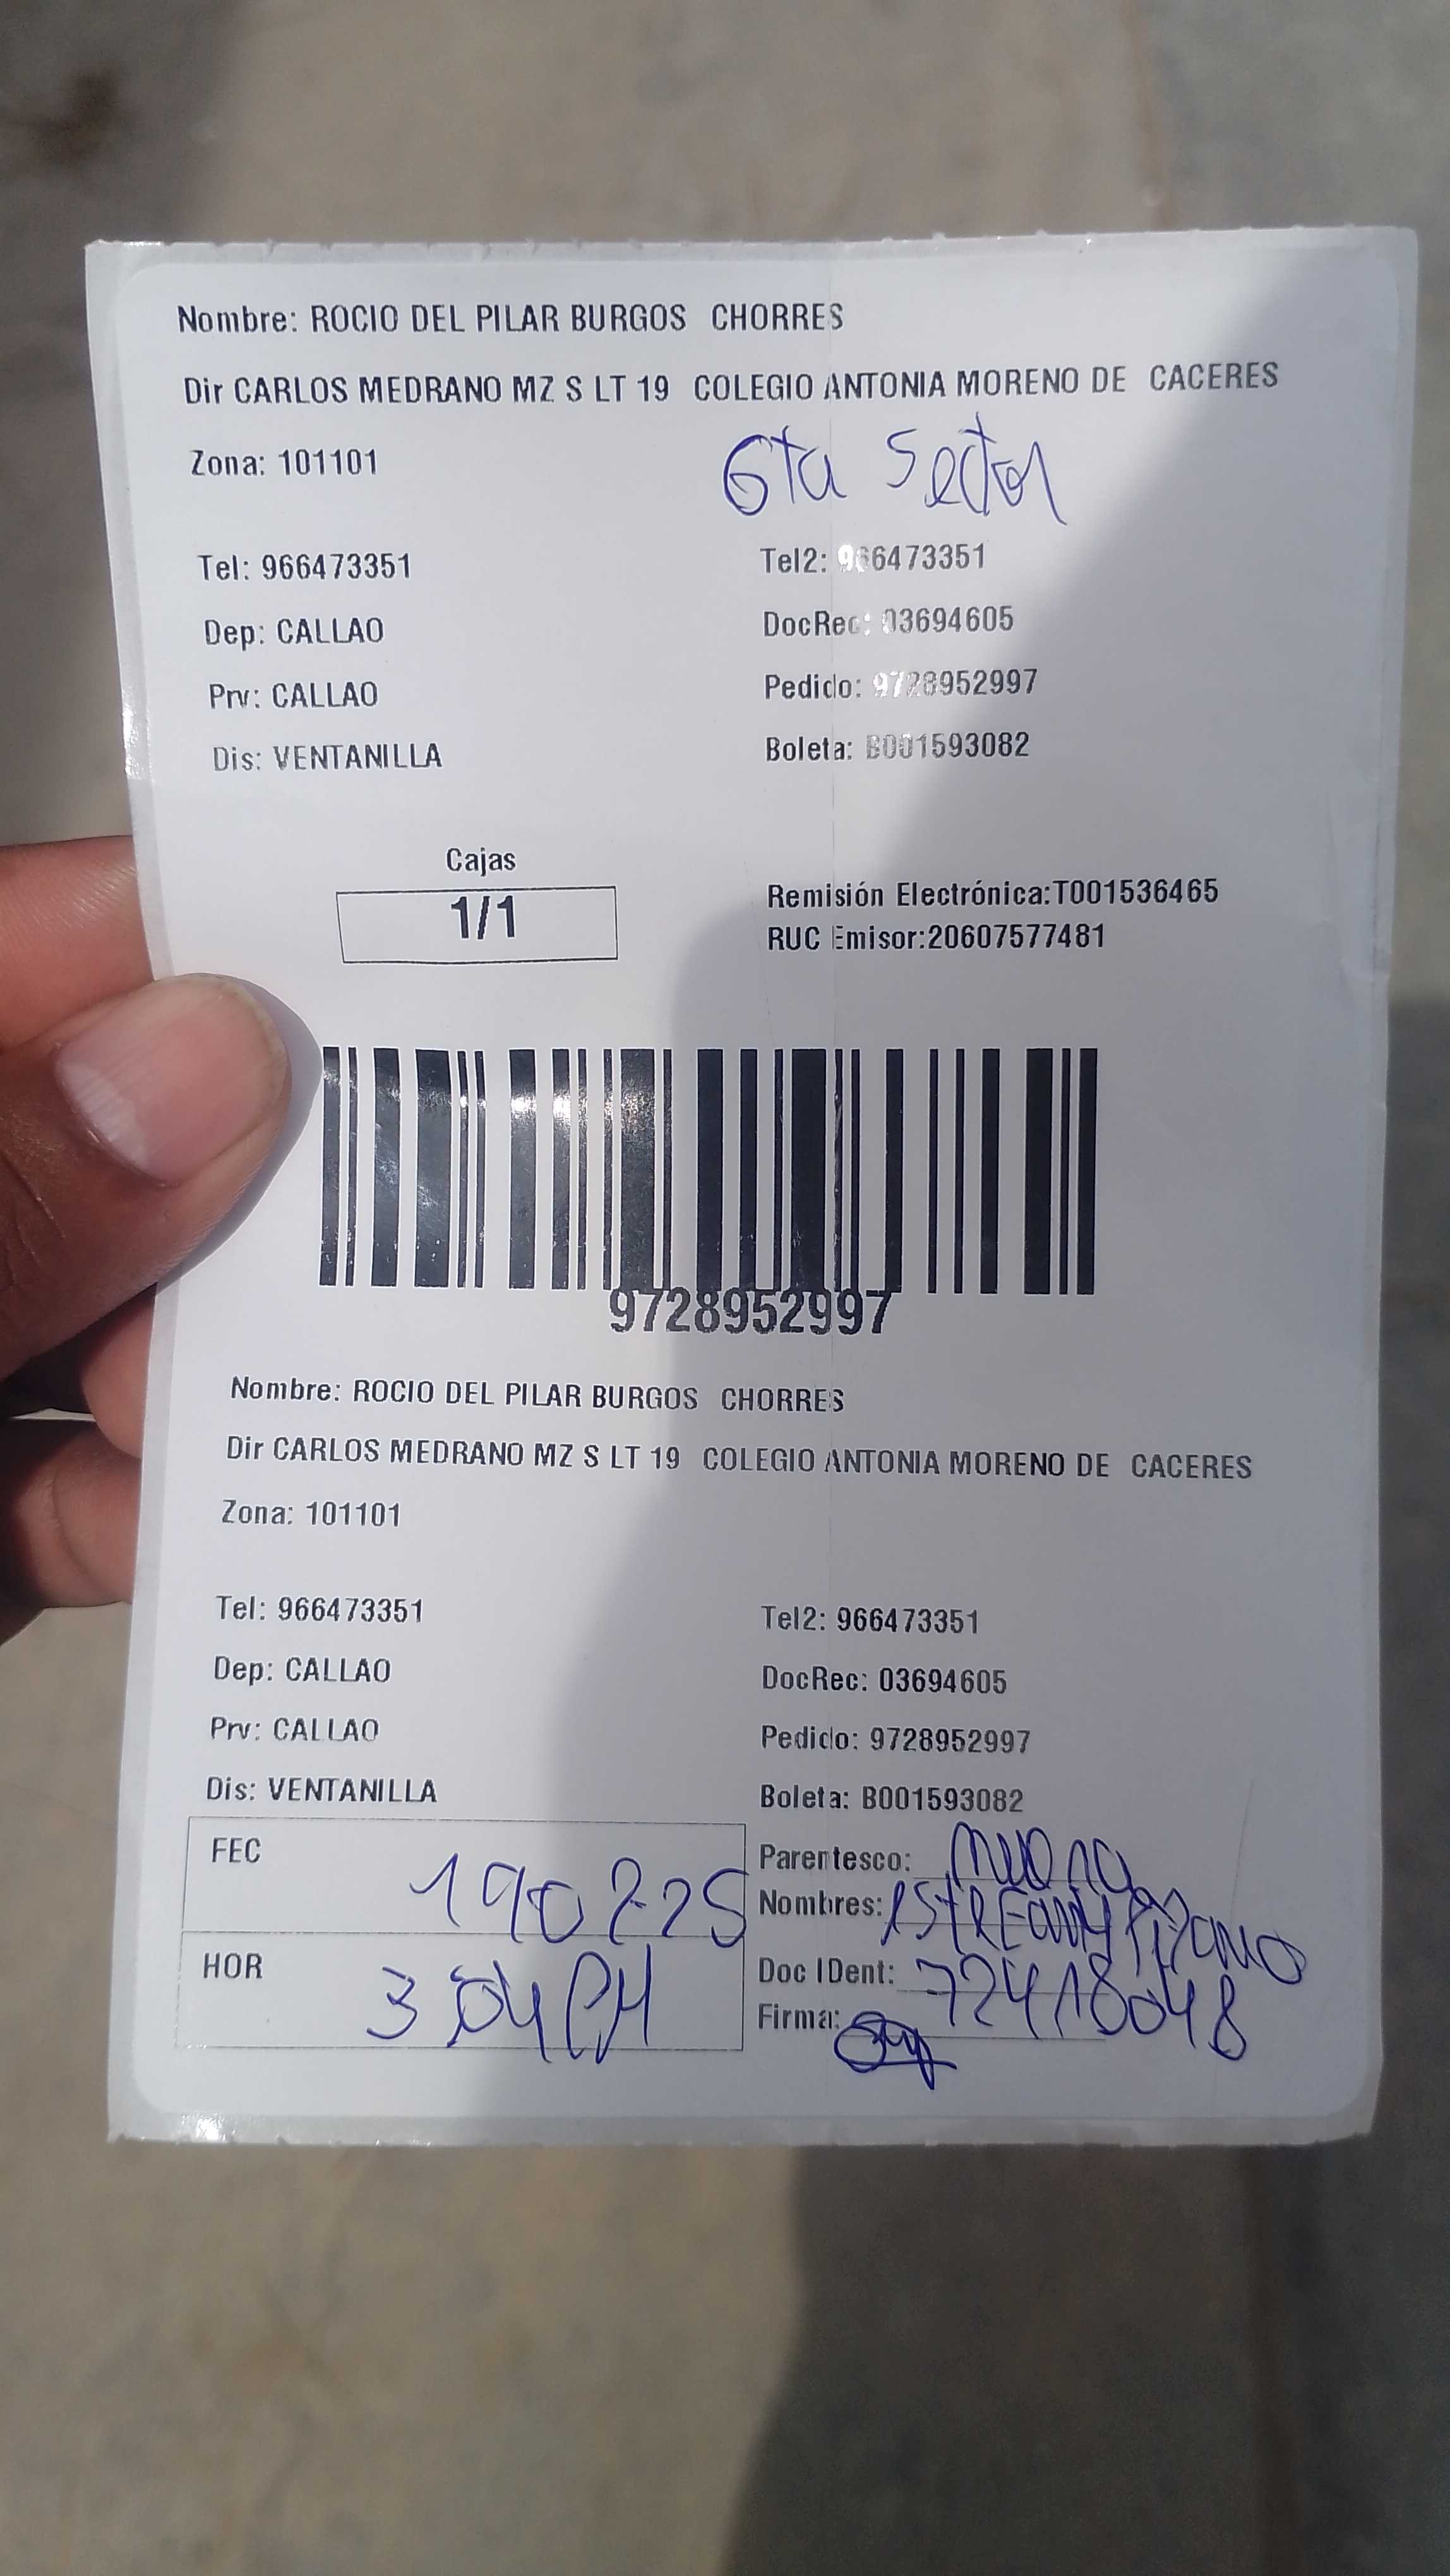 Nombre: ROCIO DEL PILAR BURGOS CHORRES
Dir CARLOS MEDRANO MZ S LT 19 COLEGIO ANTONIA MORENO DE CACERES
Zona: 101101
6ta Sector
Tel: 966473351 Tel2: 966473351
Dep: CALLAO DocRec: 03694605
Prv: CALLAO Pedido: 9728952997
Dis: VENTANILLA Boleta: B001593082
Cajas
1/1
Remisión Electrónica:T001536465
RUC Emisor:20607577481
9728952997
Nombre: ROCIO DEL PILAR BURGOS CHORRES
Dir CARLOS MEDRANO MZ S LT 19 COLEGIO ANTONIA MORENO DE CACERES
Zona: 101101
Tel: 966473351 Tel2: 966473351
Dep: CALLAO DocRec: 03694605
Prv: CALLAO Pedido: 9728952997
Dis: VENTANILLA Boleta: B001593082
FEC 190225
Parentesco: nuera
Nombres:
HOR 3:04 PM
Doc IDent: 72418048
Firma: